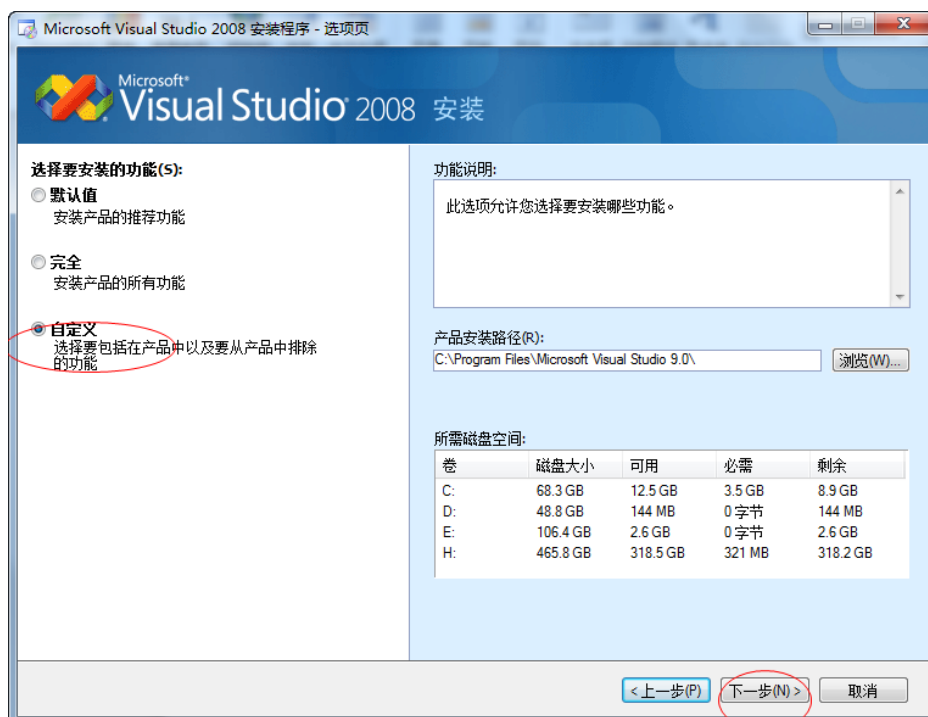 Microsoft Visual Studio 2008 安装程序 - 选项页
Microsoft®
Visual Studio® 2008 安装
选择要安装的功能(S):
默认值
安装产品的推荐功能
完全
安装产品的所有功能
自定义
选择要包括在产品中以及要从产品中排除
的功能
功能说明:
此选项允许您选择要安装哪些功能。
产品安装路径(R):
C:\Program Files\Microsoft Visual Studio 9.0\
浏览(W)...
所需磁盘空间:
卷 磁盘大小 可用 必需 剩余
C: 68.3 GB 12.5 GB 3.5 GB 8.9 GB
D: 48.8 GB 144 MB 0 字节 144 MB
E: 106.4 GB 2.6 GB 0 字节 2.6 GB
H: 465.8 GB 318.5 GB 321 MB 318.2 GB
<上一步(P) 下一步(N)> 取消